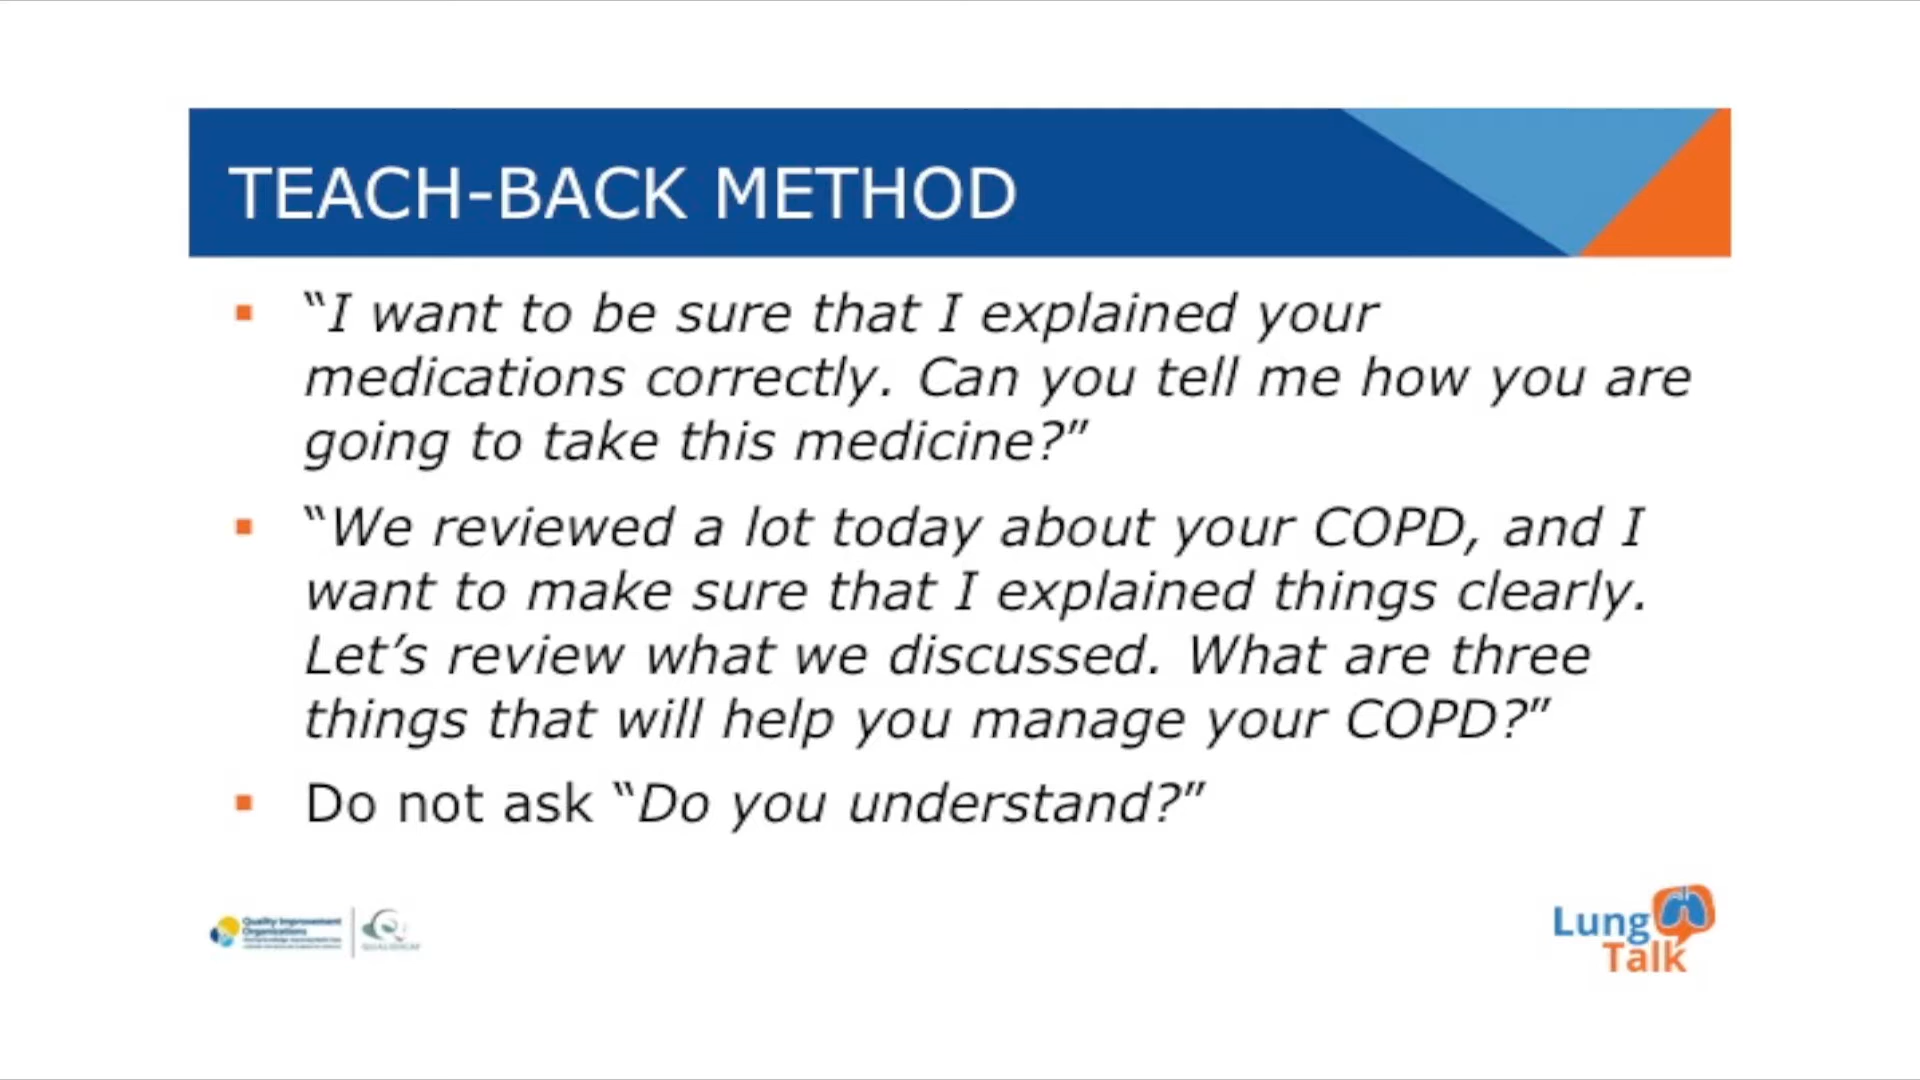 TEACH-BACK METHOD
“I want to be sure that I explained your
medications correctly. Can you tell me how you are
going to take this medicine?”
“We reviewed a lot today about your COPD, and I
want to make sure that I explained things clearly.
Let’s review what we discussed. What are three
things that will help you manage your COPD?”
Do not ask “Do you understand?”
Quality Improvement
Organizations
Lung
Talk